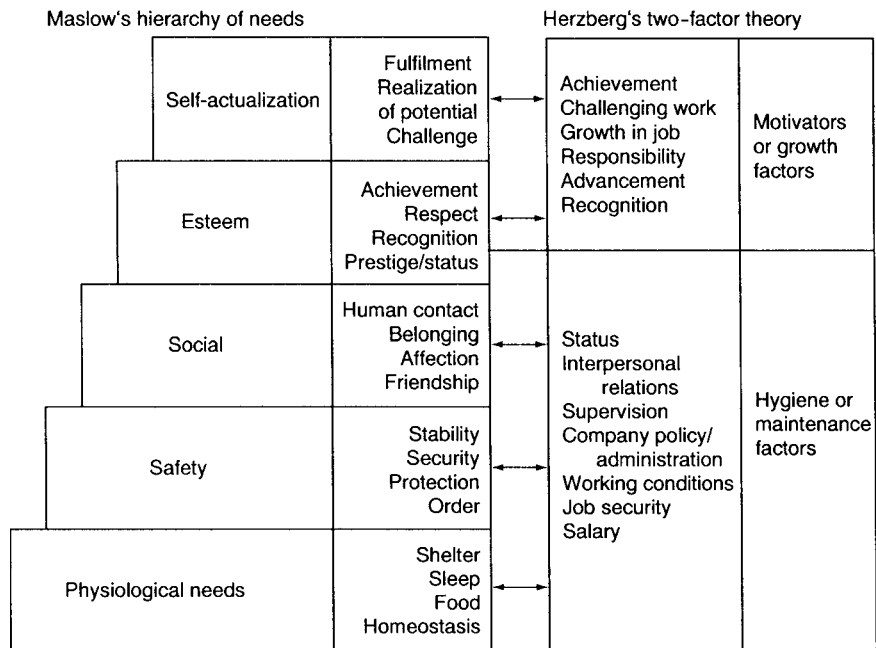 Maslow‘s hierarchy of needs
Herzberg‘s two-factor theory
Self-actualization
Fulfilment
Realization
of potential
Challenge
Achievement
Challenging work
Growth in job
Responsibility
Advancement
Recognition
Motivators
or growth
factors
Esteem
Achievement
Respect
Recognition
Prestige/status
Social
Human contact
Belonging
Affection
Friendship
Status
Interpersonal
relations
Supervision
Company policy/
administration
Working conditions
Job security
Salary
Hygiene or
maintenance
factors
Safety
Stability
Security
Protection
Order
Physiological needs
Shelter
Sleep
Food
Homeostasis